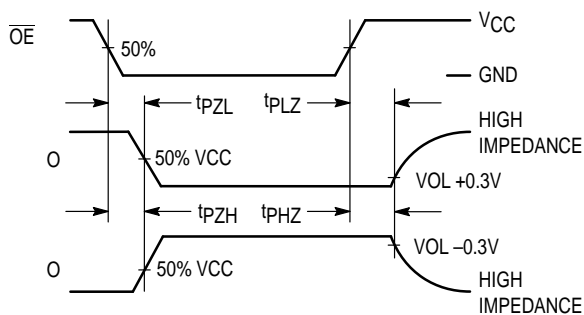 OE
50%
VCC
GND
tPZL
tPLZ
HIGH
IMPEDANCE
O
50% VCC
VOL +0.3V
tPZH
tPHZ
VOL –0.3V
O
50% VCC
HIGH
IMPEDANCE